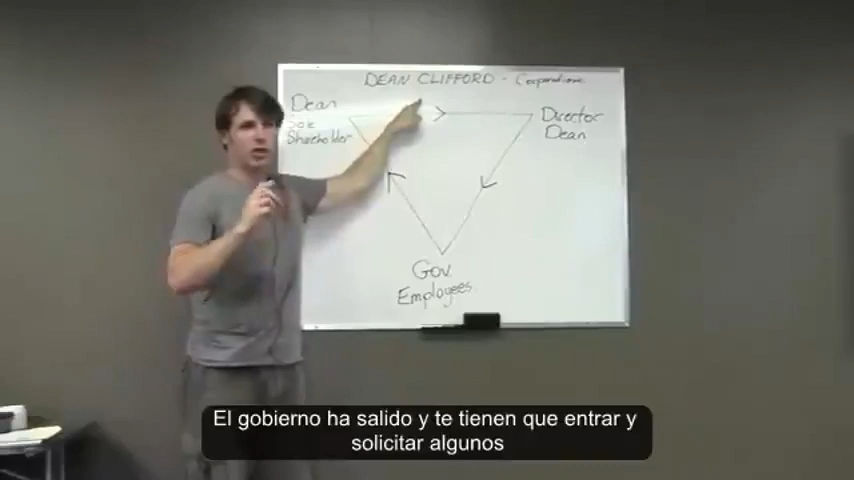 DEAN CLIFFORD - Corporations
Dean
Sole
Shareholder
Director
Dean
Gov.
Employees
El gobierno ha salido y te tienen que entrar y
solicitar algunos